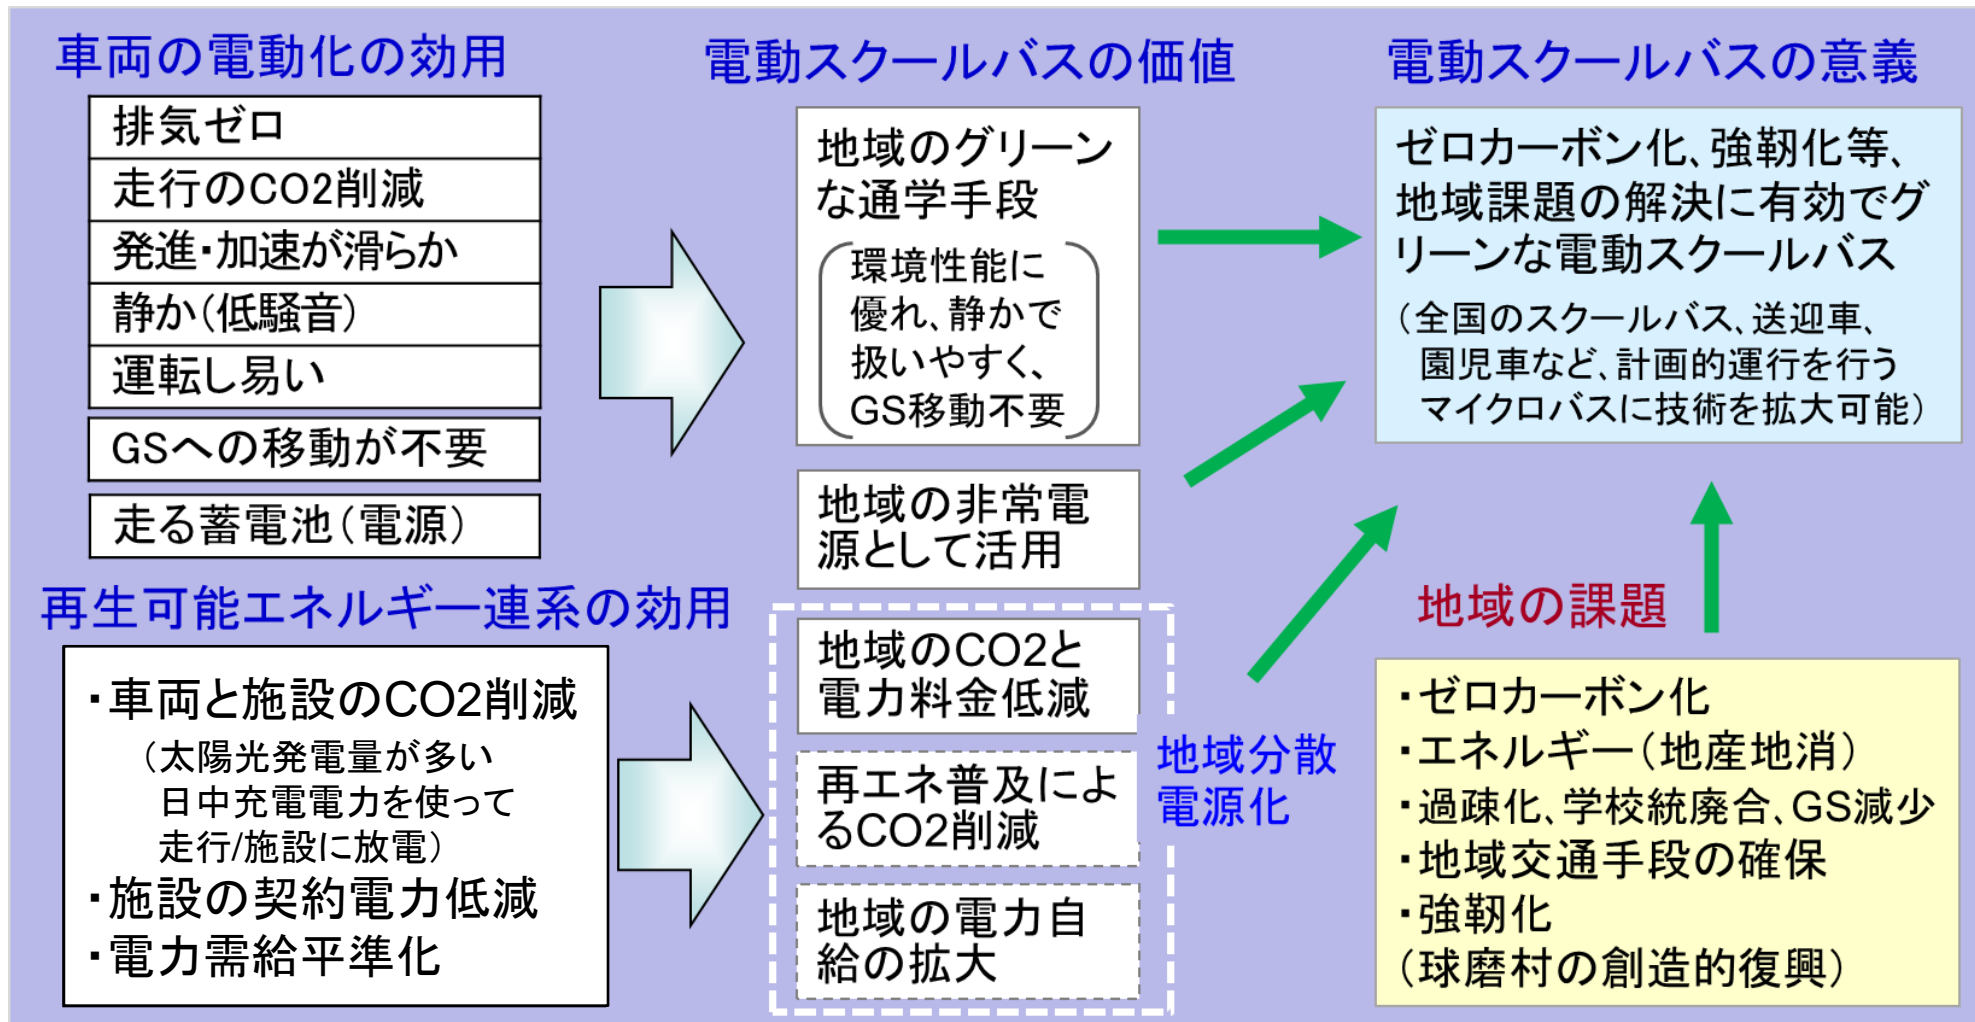 車両の電動化の効用
排気ゼロ
走行のCO2削減
発進・加速が滑らか
静か(低騒音)
運転し易い
GSへの移動が不要
走る蓄電池(電源)
再生可能エネルギー連系の効用
・車両と施設のCO2削減
(太陽光発電量が多い
日中充電電力を使って
走行/施設に放電)
・施設の契約電力低減
・電力需給平準化
電動スクールバスの価値
地域のグリーン
な通学手段
環境性能に
優れ、静かで
扱いやすく、
GS移動不要
地域の非常電
源として活用
地域のCO2と
電力料金低減
再エネ普及によ
るCO2削減
地域の電力自
給の拡大
地域分散
電源化
電動スクールバスの意義
ゼロカーボン化、強靭化等、
地域課題の解決に有効でグ
リーンな電動スクールバス
(全国のスクールバス、送迎車、
園児車など、計画的運行を行う
マイクロバスに技術を拡大可能)
地域の課題
・ゼロカーボン化
・エネルギー(地産地消)
・過疎化、学校統廃合、GS減少
・地域交通手段の確保
・強靭化
(球磨村の創造的復興)